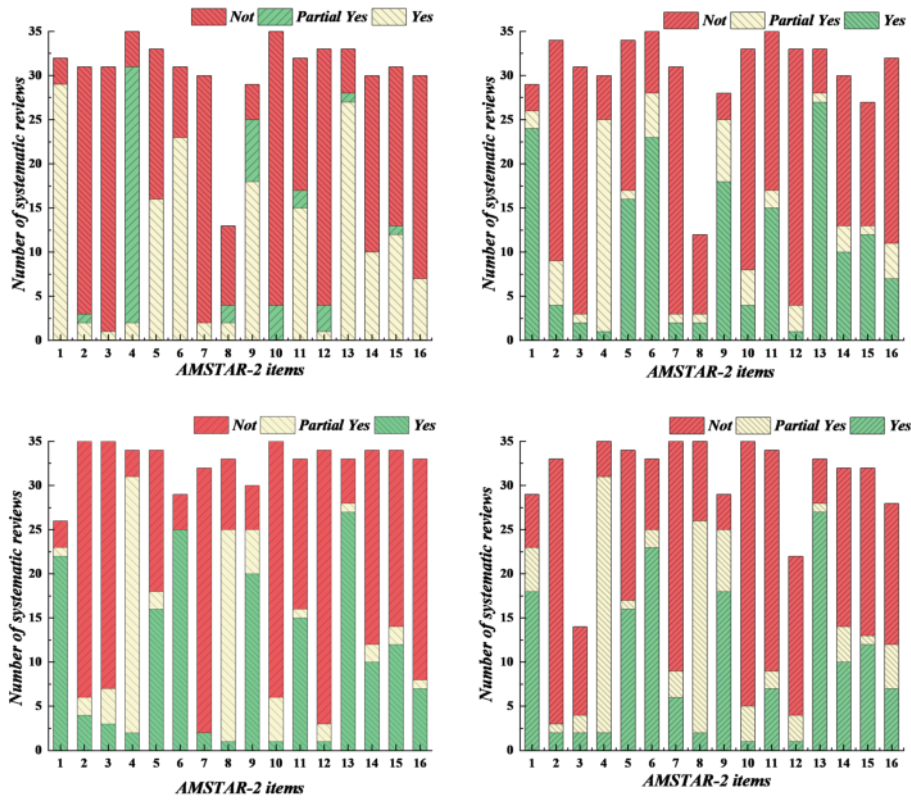 Not Partial Yes Yes
35
30
25
20
15
10
5
0
Number of systematic reviews
1 2 3 4 5 6 7 8 9 10 11 12 13 14 15 16
AMSTAR-2 items
Not Partial Yes Yes
35
30
25
20
15
10
5
0
Number of systematic reviews
1 2 3 4 5 6 7 8 9 10 11 12 13 14 15 16
AMSTAR-2 items
Not Partial Yes Yes
35
30
25
20
15
10
5
0
Number of systematic reviews
1 2 3 4 5 6 7 8 9 10 11 12 13 14 15 16
AMSTAR-2 items
Not Partial Yes Yes
35
30
25
20
15
10
5
0
Number of systematic reviews
1 2 3 4 5 6 7 8 9 10 11 12 13 14 15 16
AMSTAR-2 items